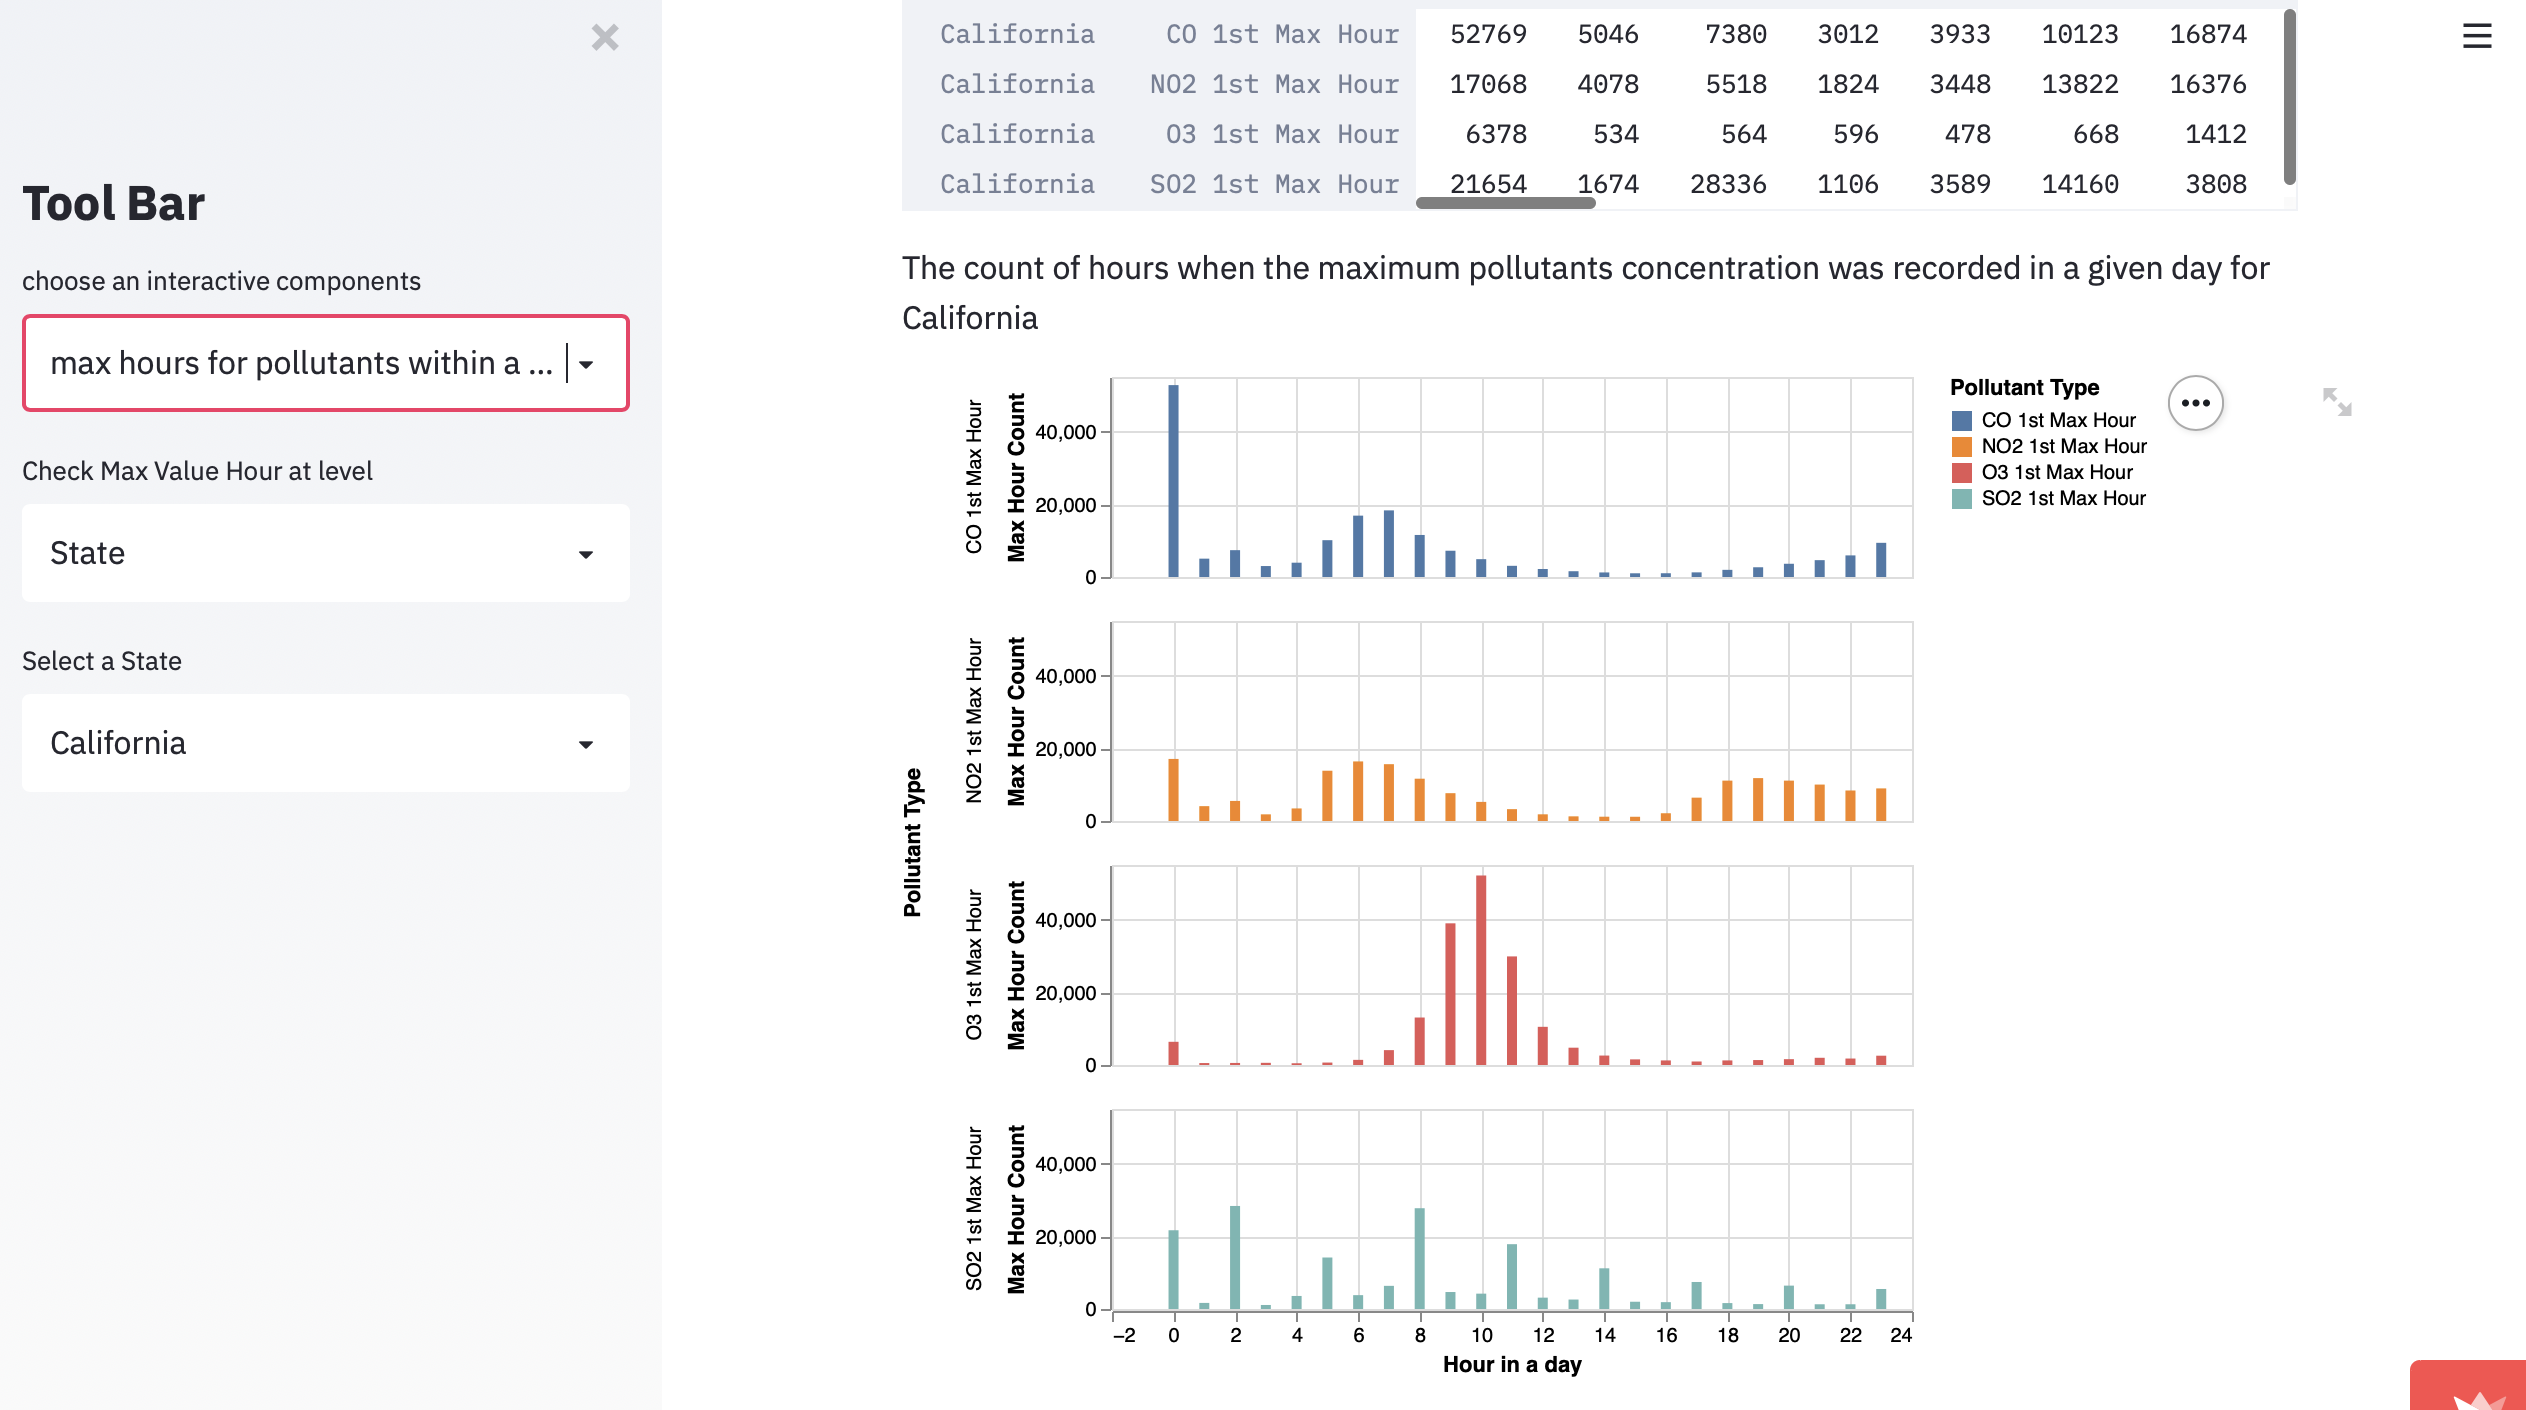 Tool Bar
choose an interactive components
max hours for pollutants within a ...
Check Max Value Hour at level
State
Select a State
California
California CO 1st Max Hour 52769 5046 7380 3012 3933 10123 16874
California NO2 1st Max Hour 17068 4078 5518 1824 3448 13822 16376
California O3 1st Max Hour 6378 534 564 596 478 668 1412
California SO2 1st Max Hour 21654 1674 28336 1106 3589 14160 3808
The count of hours when the maximum pollutants concentration was recorded in a given day for
California
Pollutant Type
CO 1st Max Hour
NO2 1st Max Hour
O3 1st Max Hour
SO2 1st Max Hour
Pollutant Type
CO 1st Max Hour
Max Hour Count
40,000
20,000
0
NO2 1st Max Hour
Max Hour Count
40,000
20,000
0
O3 1st Max Hour
Max Hour Count
40,000
20,000
0
SO2 1st Max Hour
Max Hour Count
40,000
20,000
0
−2 0 2 4 6 8 10 12 14 16 18 20 22 24
Hour in a day